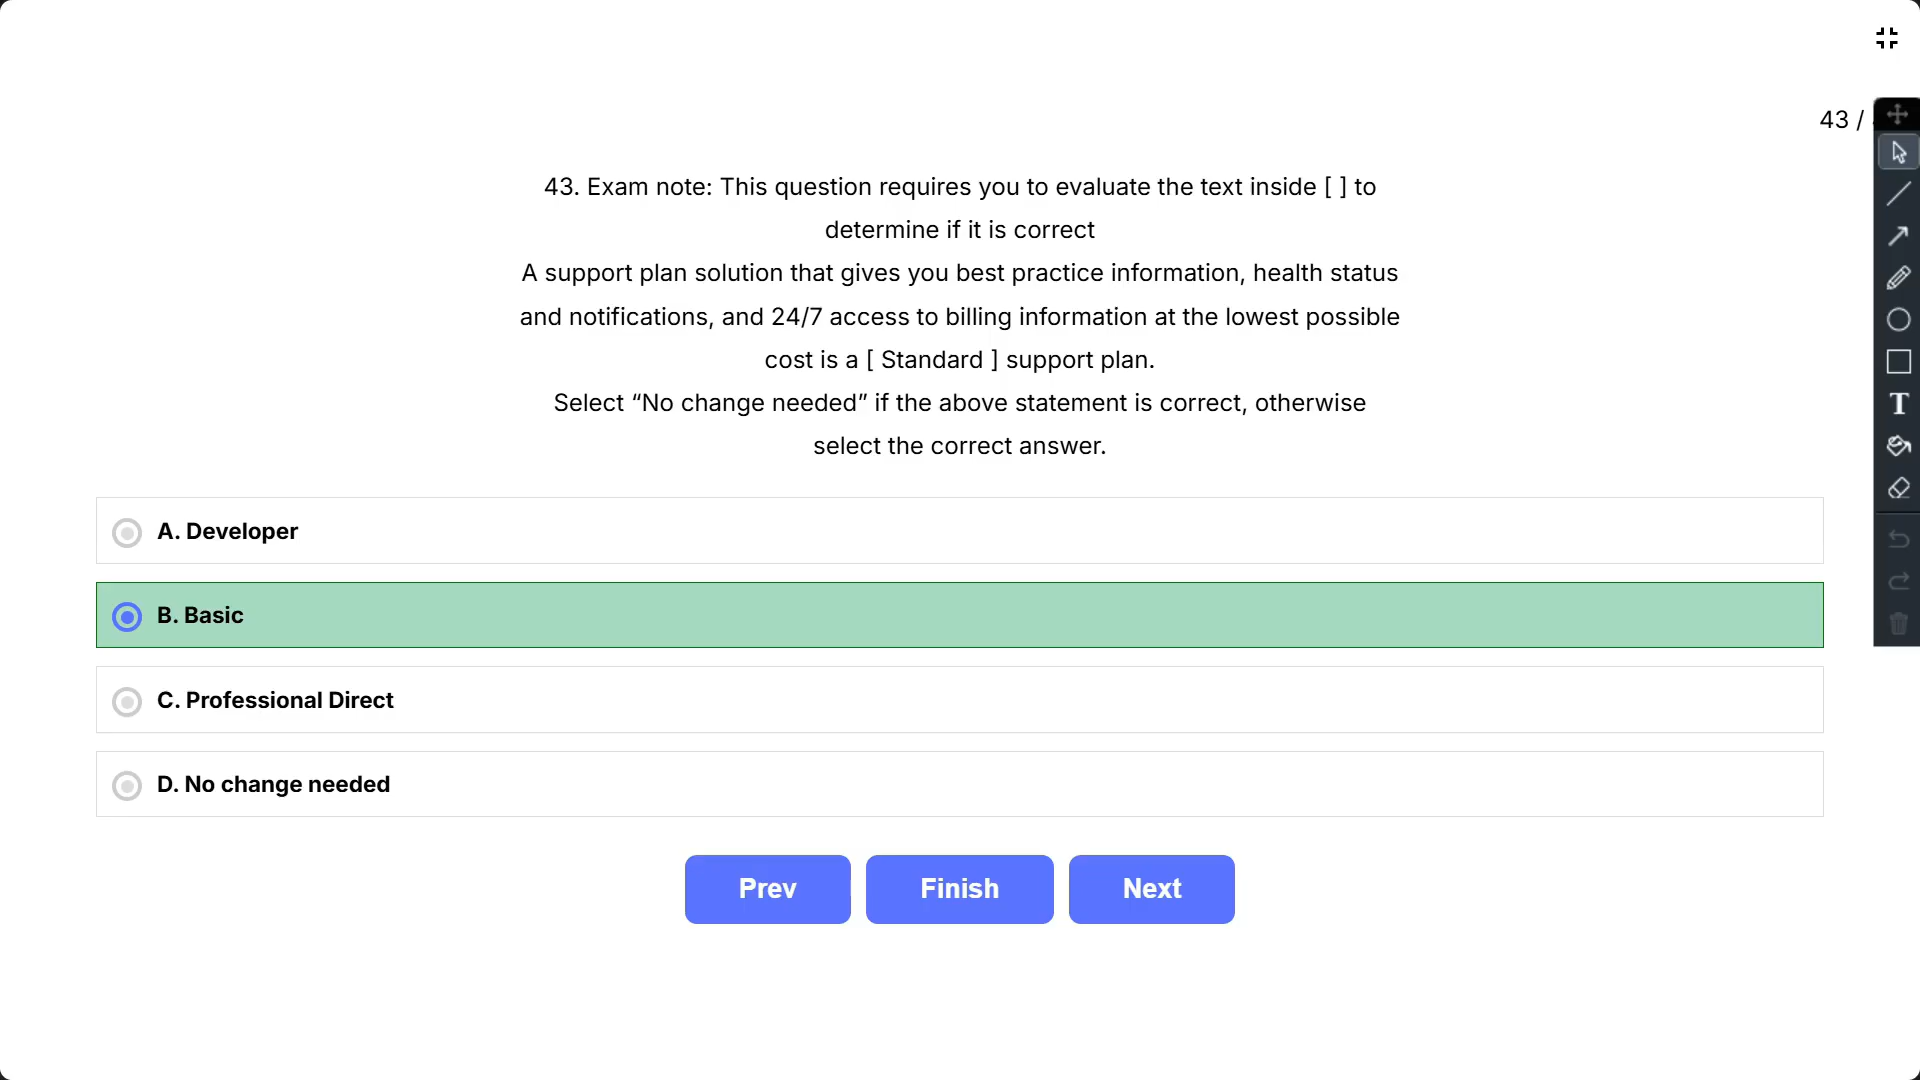 43 /
43. Exam note: This question requires you to evaluate the text inside [ ] to
determine if it is correct
A support plan solution that gives you best practice information, health status
and notifications, and 24/7 access to billing information at the lowest possible
cost is a [ Standard ] support plan.
Select “No change needed” if the above statement is correct, otherwise
select the correct answer.
A. Developer
B. Basic
C. Professional Direct
D. No change needed
Prev Finish Next
T